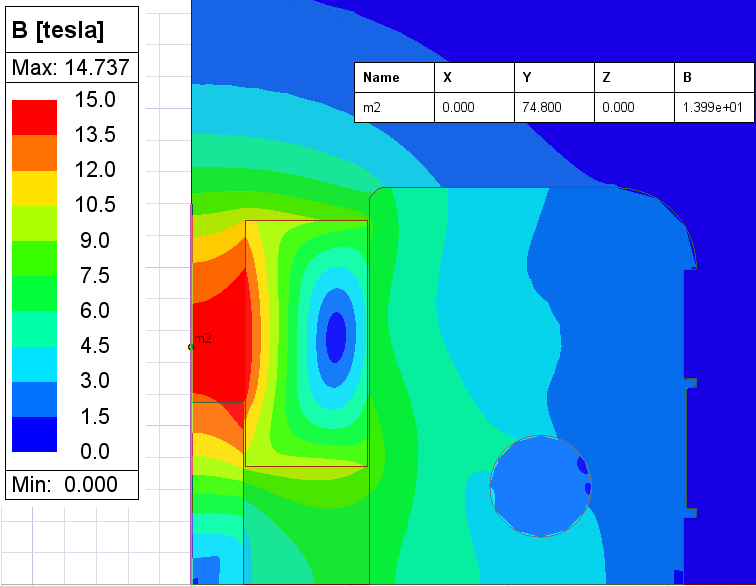 B [tesla]
Max: 14.737
15.0
13.5
12.0
10.5
9.0
7.5
6.0
4.5
3.0
1.5
0.0
Min: 0.000
Name X Y Z B
m2 0.000 74.800 0.000 1.399e+01
m2